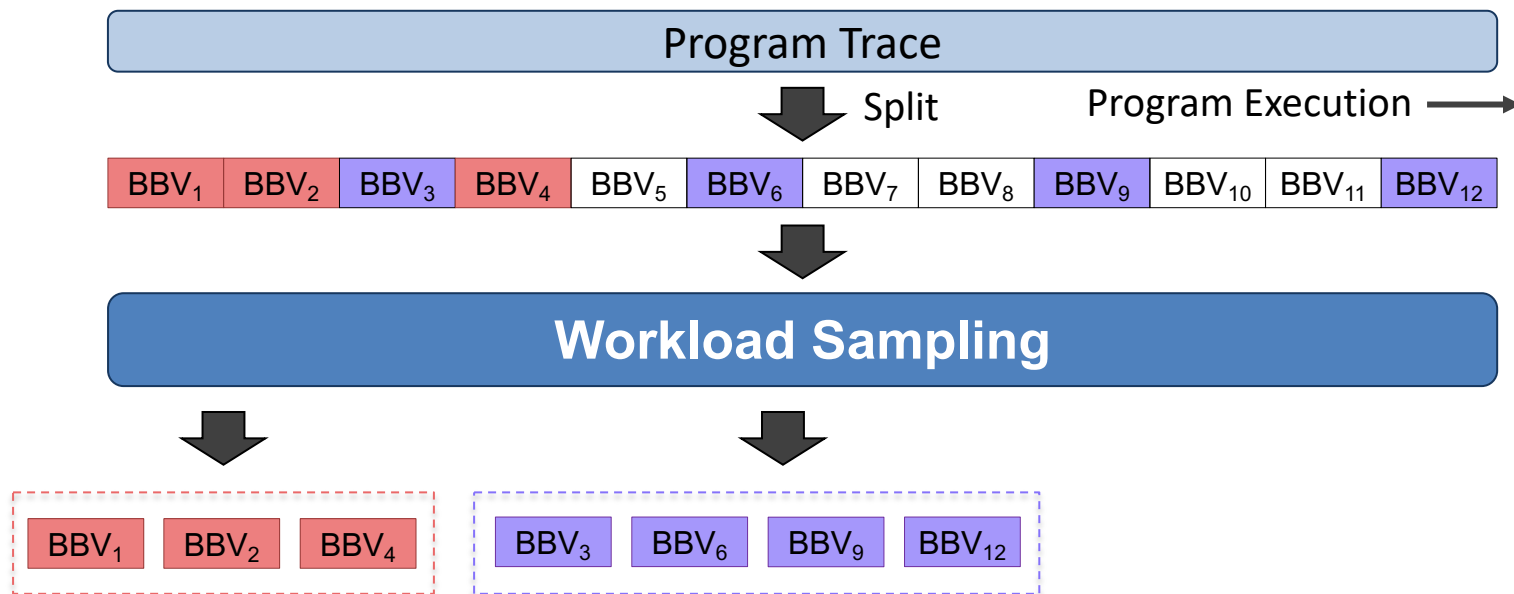 Program Trace
Split
Program Execution
BBV₁ BBV₂ BBV₃ BBV₄ BBV₅ BBV₆ BBV₇ BBV₈ BBV₉ BBV₁₀ BBV₁₁ BBV₁₂
Workload Sampling
BBV₁ BBV₂ BBV₄
BBV₃ BBV₆ BBV₉ BBV₁₂